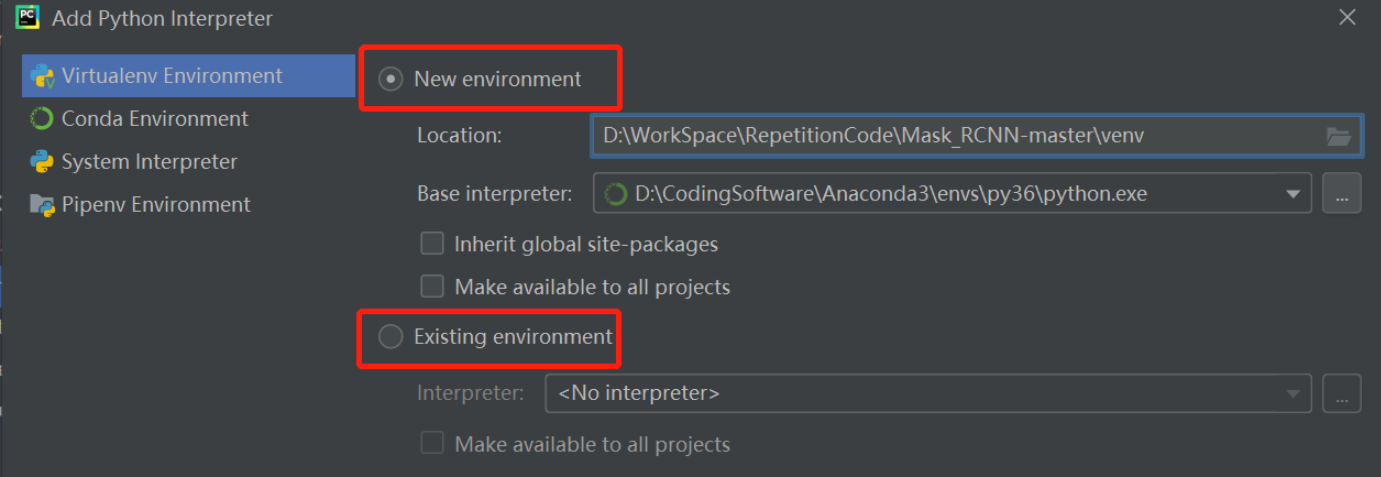 PC
Add Python Interpreter
Virtualenv Environment
Conda Environment
System Interpreter
Pipenv Environment
New environment
Location: D:\WorkSpace\RepetitionCode\Mask_RCNN-master\venv
Base interpreter: D:\CodingSoftware\Anaconda3\envs\py36\python.exe ...
Inherit global site-packages
Make available to all projects
Existing environment
Interpreter: <No interpreter> ...
Make available to all projects